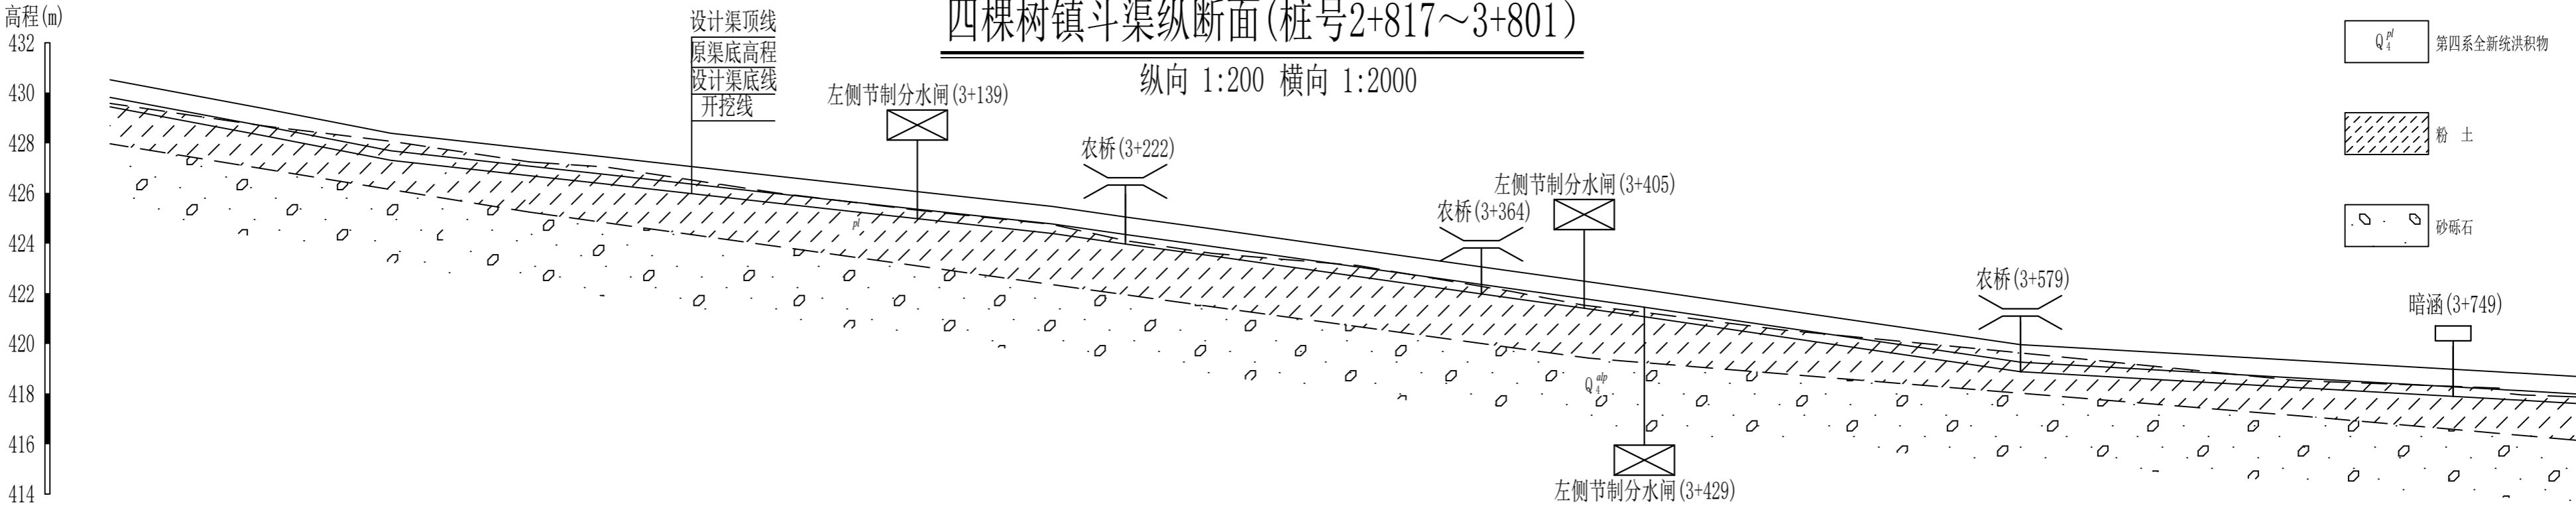 四棵树镇斗渠纵断面(桩号2+817～3+801)
纵向 1:200 横向 1:2000
高程(m)
432
430
428
426
424
422
420
418
416
414
设计渠顶线
原渠底高程
设计渠底线
开挖线
左侧节制分水闸(3+139)
农桥(3+222)
农桥(3+364)
左侧节制分水闸(3+405)
左侧节制分水闸(3+429)
农桥(3+579)
暗涵(3+749)
pl
Q4 alp
Q4 pl 第四系全新统洪积物
粉 土
砂砾石